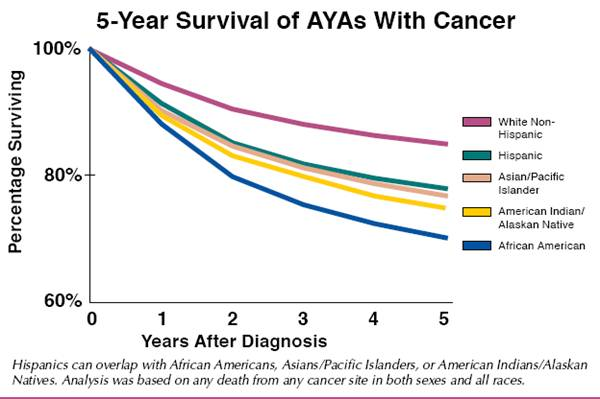 5-Year Survival of AYAs With Cancer
100%
80%
60%
Percentage Surviving
0 1 2 3 4 5
Years After Diagnosis
White Non-
Hispanic
Hispanic
Asian/Pacific
Islander
American Indian/
Alaskan Native
African American
Hispanics can overlap with African Americans, Asians/Pacific Islanders, or American Indians/Alaskan
Natives. Analysis was based on any death from any cancer site in both sexes and all races.